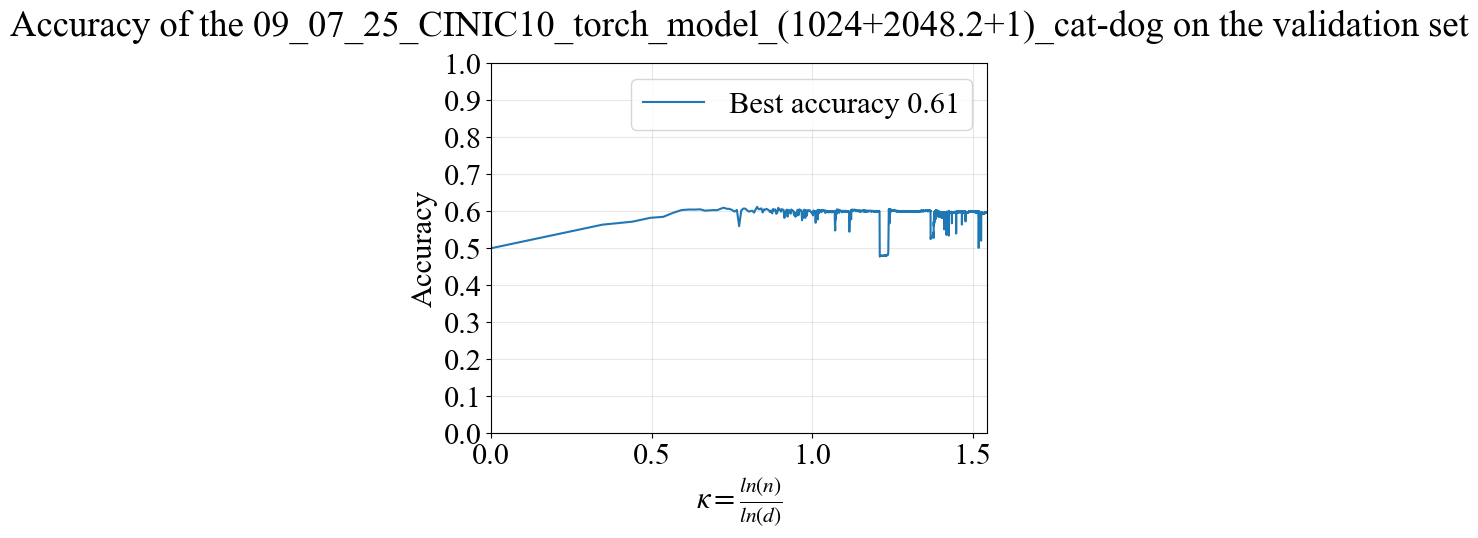 Accuracy of the 09_07_25_CINIC10_torch_model_(1024+2048.2+1)_cat-dog on the validation set
1.0
0.9
0.8
0.7
0.6
0.5
0.4
0.3
0.2
0.1
0.0
Accuracy
Best accuracy 0.61
0.0 0.5 1.0 1.5
κ = ln(n)/ln(d)